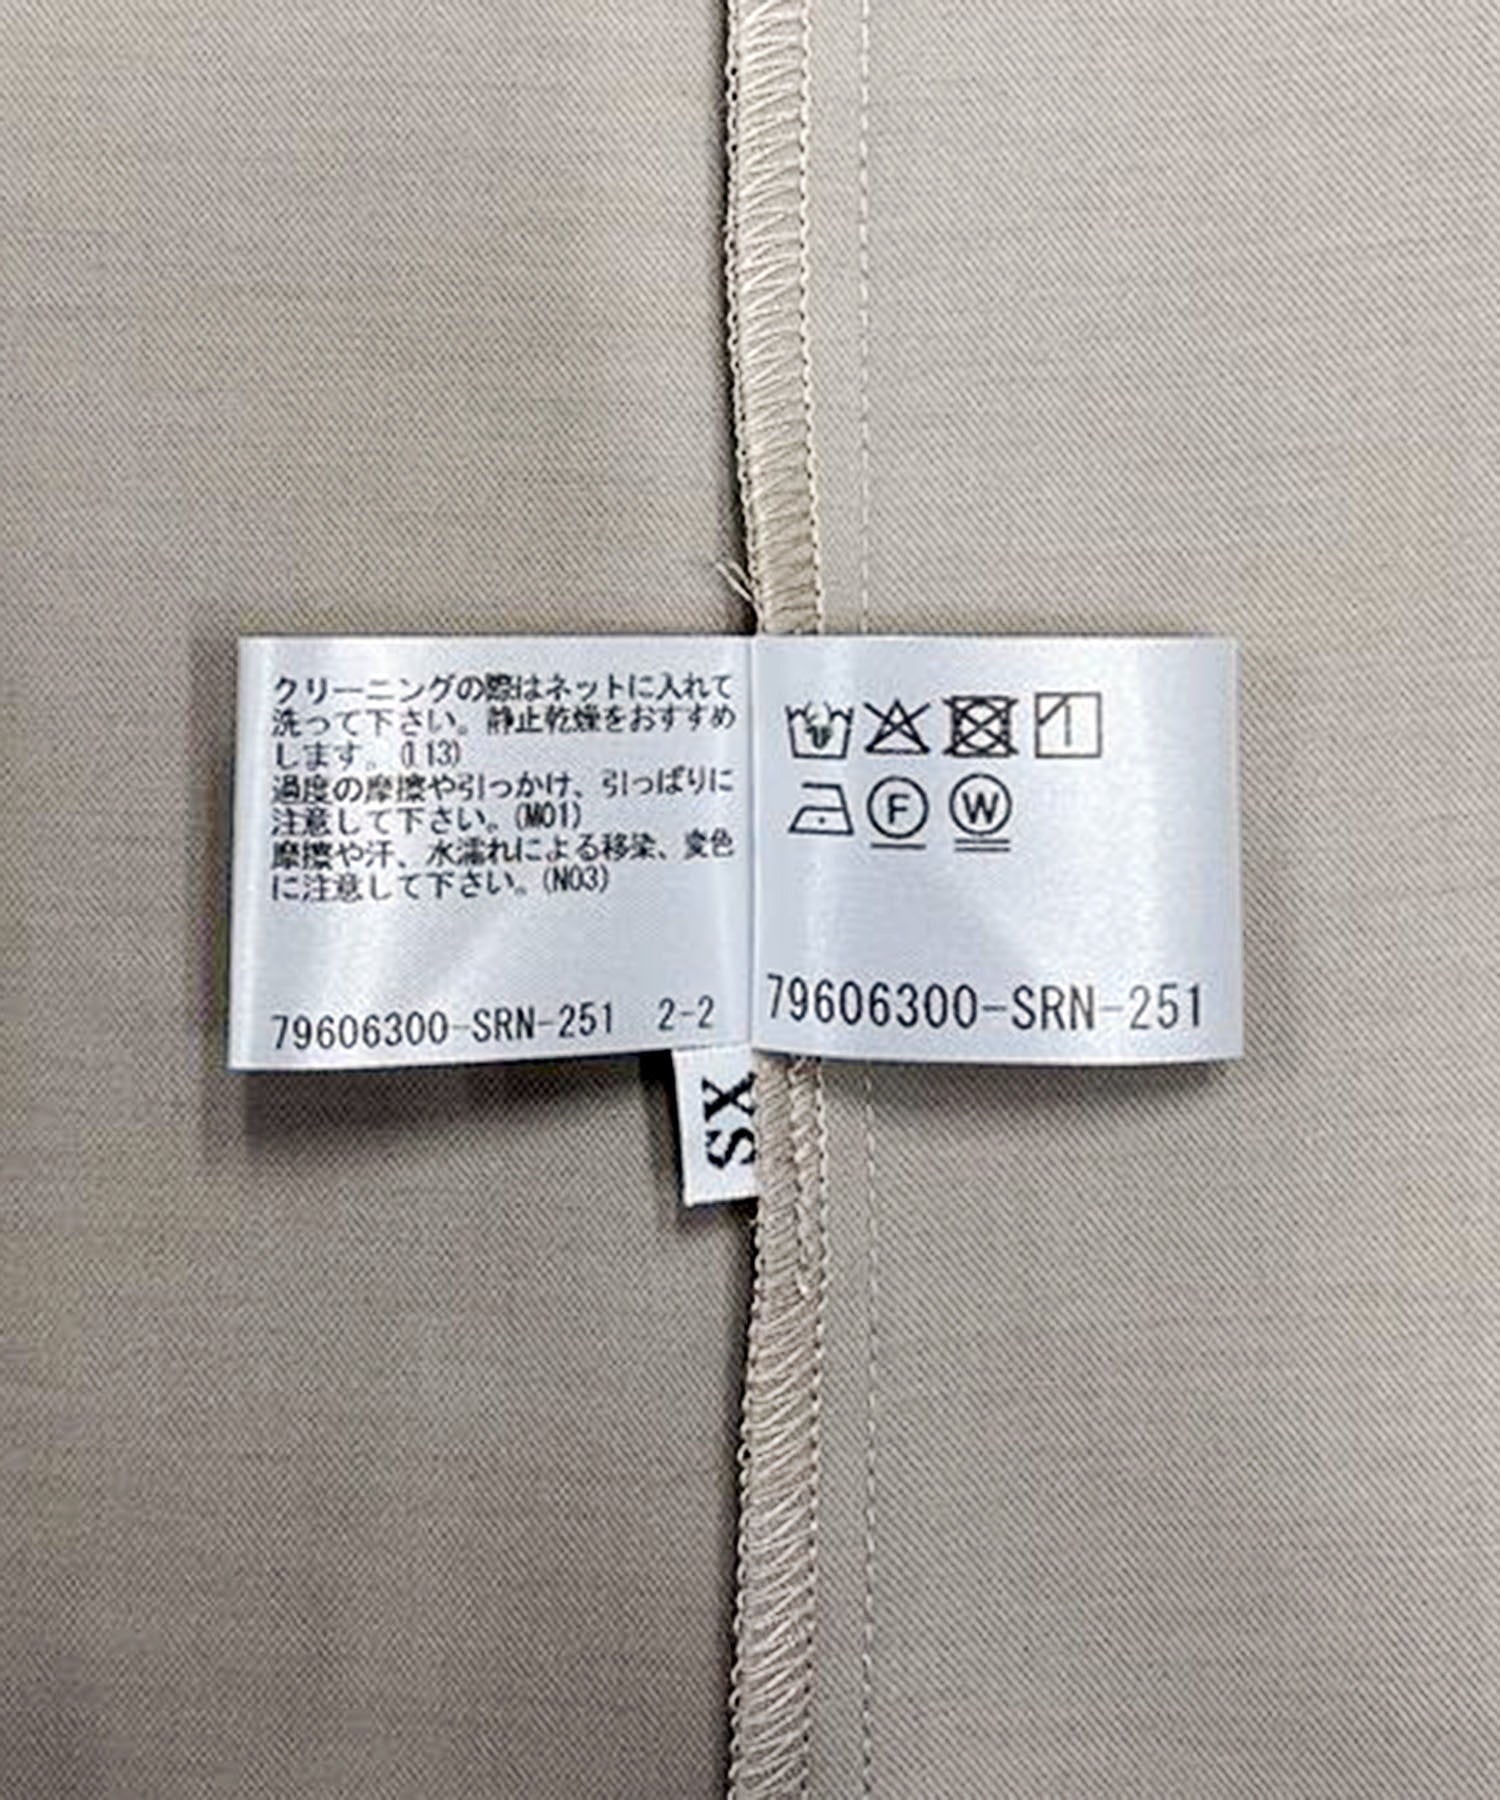 クリーニングの際はネットに入れて
洗って下さい。静止乾燥をおすすめ
します。(I13)
過度の摩擦や引っかけ、引っぱりに
注意して下さい。(M01)
摩擦や汗、水濡れによる移染、変色
に注意して下さい。(N03)
79606300-SRN-251 2-2
F
W
79606300-SRN-251
XS